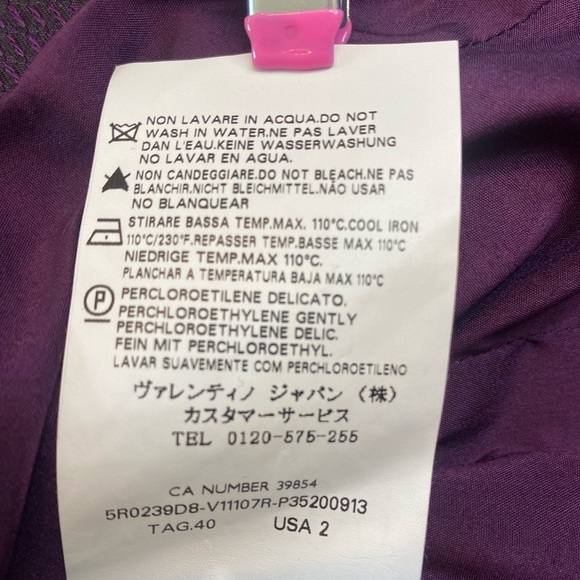 NON LAVARE IN ACQUA.DO NOT
WASH IN WATER.NE PAS LAVER
DAN L'EAU.KEINE WASSERWASHUNG
NO LAVAR EN AGUA.
NON CANDEGGIARE.DO NOT BLEACH.NE PAS
BLANCHIR.NICHT BLEICHMITTEL.NÃO USAR
NO BLANQUEAR
STIRARE BASSA TEMP.MAX. 110°C.COOL IRON
110°C/230°F.REPASSER TEMP.BASSE MAX 110°C
NIEDRIGE TEMP.MAX 110°C.
PLANCHAR A TEMPERATURA BAJA MAX 110°C
P
PERCLOROETILENE DELICATO.
PERCHLOROETHYLENE GENTLY
PERCHLOROETHYLENE DELIC.
FEIN MIT PERCHLOROETHYL.
LAVAR SUAVEMENTE COM PERCHLOROETILENO
ヴァレンティノ ジャパン 〈株〉
カスタマーサービス
TEL 0120-575-255
CA NUMBER 39854
5R0239D8-V11107R-P35200913
TAG.40 USA 2